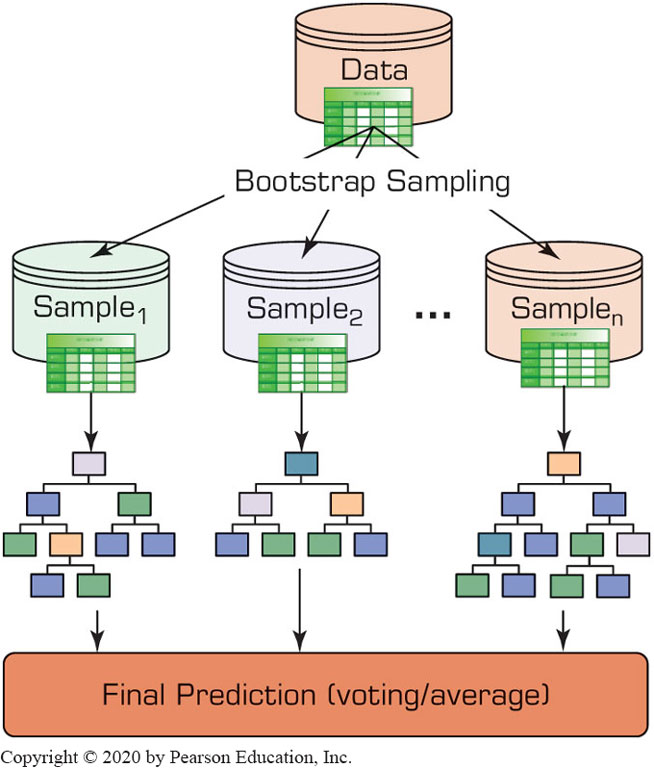 Data
Bootstrap Sampling
Sample1
Sample2
...
Samplen
Final Prediction (voting/average)
Copyright © 2020 by Pearson Education, Inc.